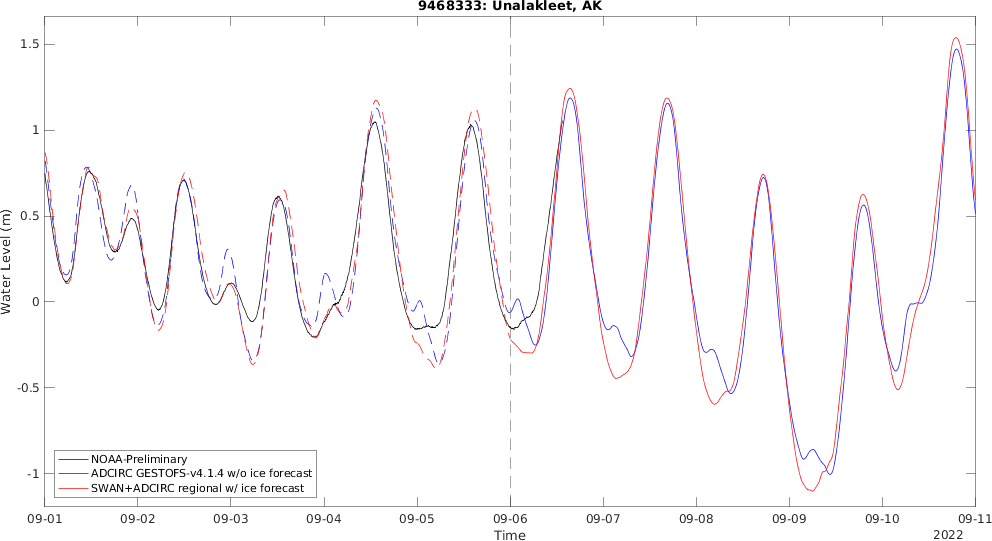 9468333: Unalakleet, AK
Water Level (m)
1.5
1
0.5
0
-0.5
-1
NOAA-Preliminary
ADCIRC GESTOFS-v4.1.4 w/o ice forecast
SWAN+ADCIRC regional w/ ice forecast
09-01 09-02 09-03 09-04 09-05 09-06 09-07 09-08 09-09 09-10 09-11
Time
2022